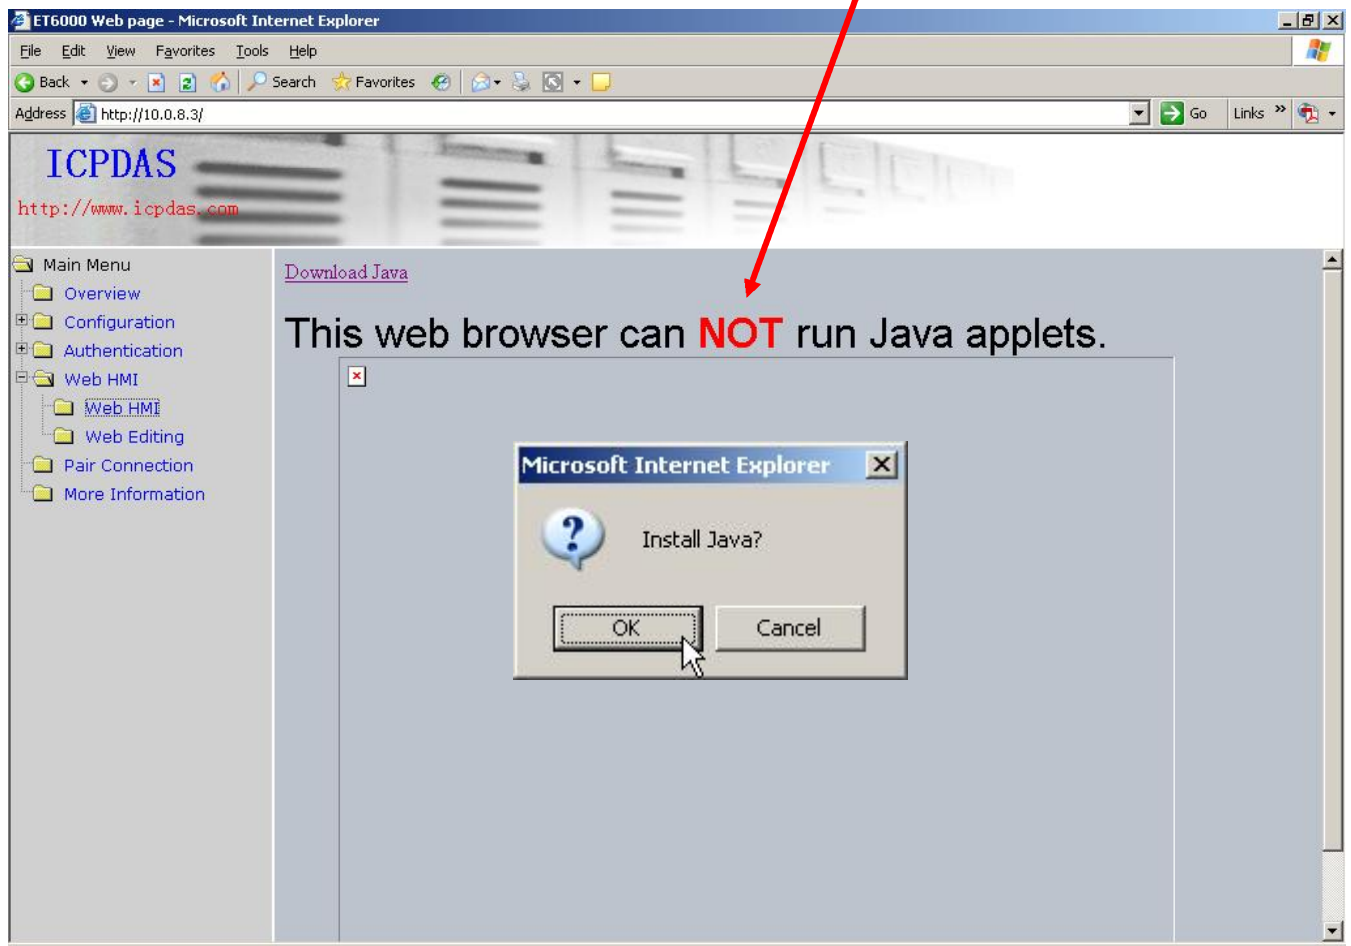 ET6000 Web page - Microsoft Internet Explorer
File Edit View Favorites Tools Help
Back Search Favorites
Address http://10.0.8.3/ Go Links »
ICPDAS
http://www.icpdas.com
Main Menu
Overview
Configuration
Authentication
Web HMI
Web HMI
Web Editing
Pair Connection
More Information
Download Java
This web browser can NOT run Java applets.
Microsoft Internet Explorer
Install Java?
OK Cancel